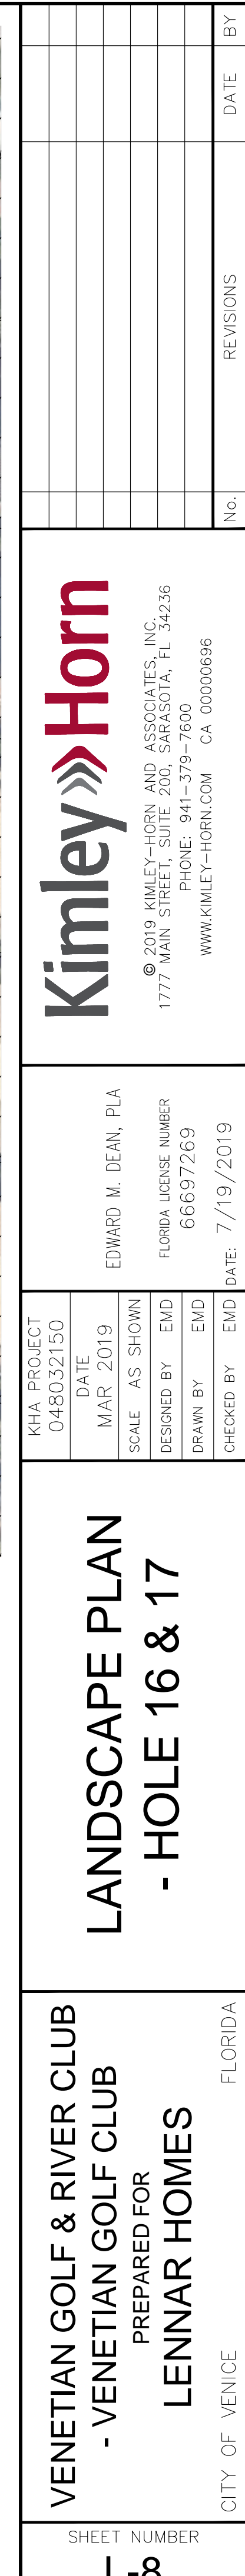 No. REVISIONS DATE BY
Kimley»Horn
© 2019 KIMLEY-HORN AND ASSOCIATES, INC.
1777 MAIN STREET, SUITE 200, SARASOTA, FL 34236
PHONE: 941-379-7600
WWW.KIMLEY-HORN.COM CA 00000696
EDWARD M. DEAN, PLA
FLORIDA LICENSE NUMBER
66697269
DATE: 7/19/2019
KHA PROJECT
048032150
DATE
MAR 2019
SCALE AS SHOWN
DESIGNED BY EMD
DRAWN BY EMD
CHECKED BY EMD
LANDSCAPE PLAN
- HOLE 16 & 17
VENETIAN GOLF & RIVER CLUB
- VENETIAN GOLF CLUB
PREPARED FOR
LENNAR HOMES
CITY OF VENICE FLORIDA
SHEET NUMBER
L-8